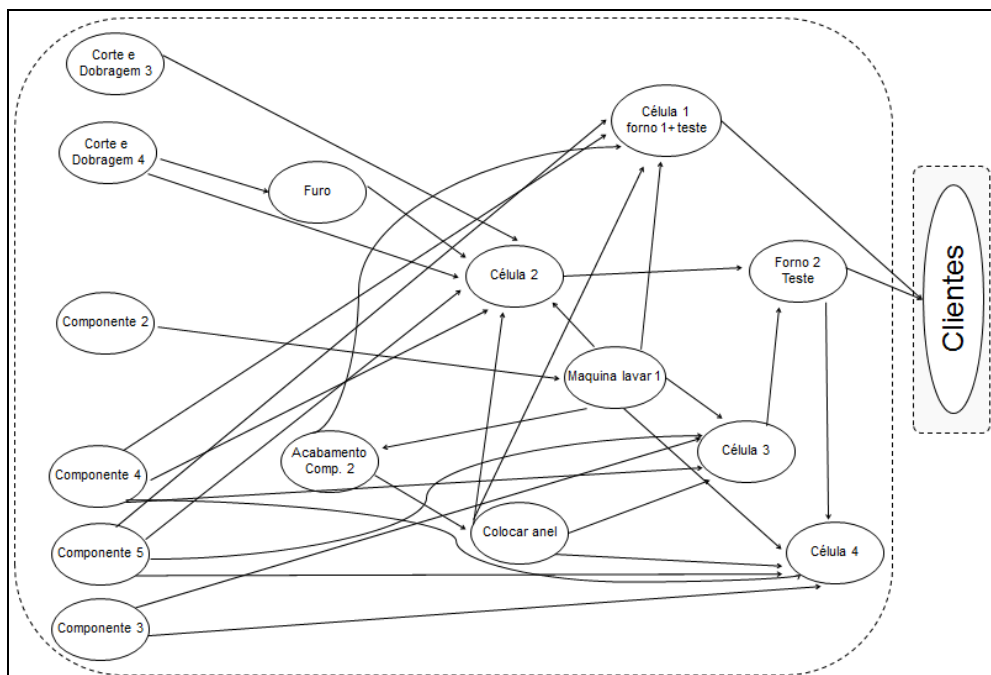 Corte e
Dobragem 3
Corte e
Dobragem 4
Furo
Célula 1
forno 1+ teste
Célula 2
Forno 2
Teste
Clientes
Componente 2
Maquina lavar 1
Componente 4
Acabamento
Comp. 2
Célula 3
Componente 5
Colocar anel
Célula 4
Componente 3